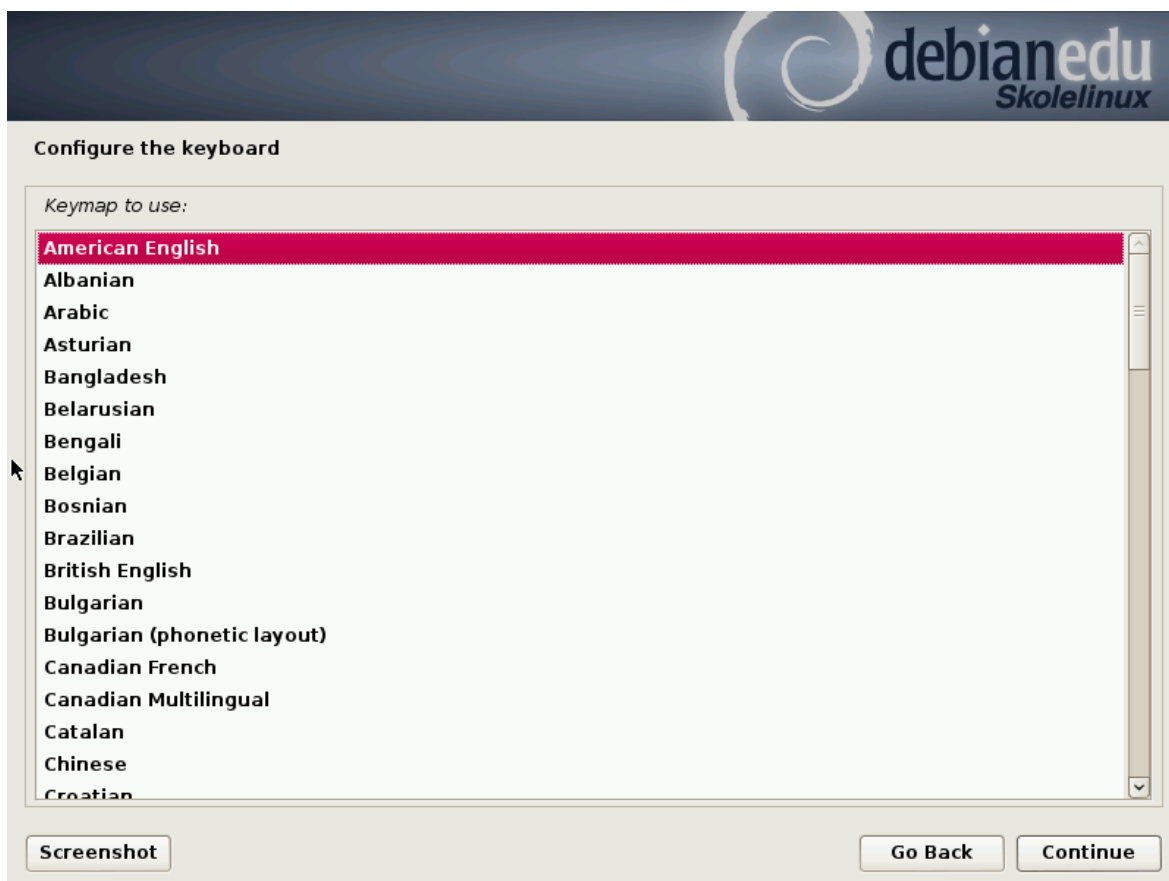 debianedu
Skolelinux
Configure the keyboard
Keymap to use:
American English
Albanian
Arabic
Asturian
Bangladesh
Belarusian
Bengali
Belgian
Bosnian
Brazilian
British English
Bulgarian
Bulgarian (phonetic layout)
Canadian French
Canadian Multilingual
Catalan
Chinese
Croatian
Screenshot
Go Back
Continue